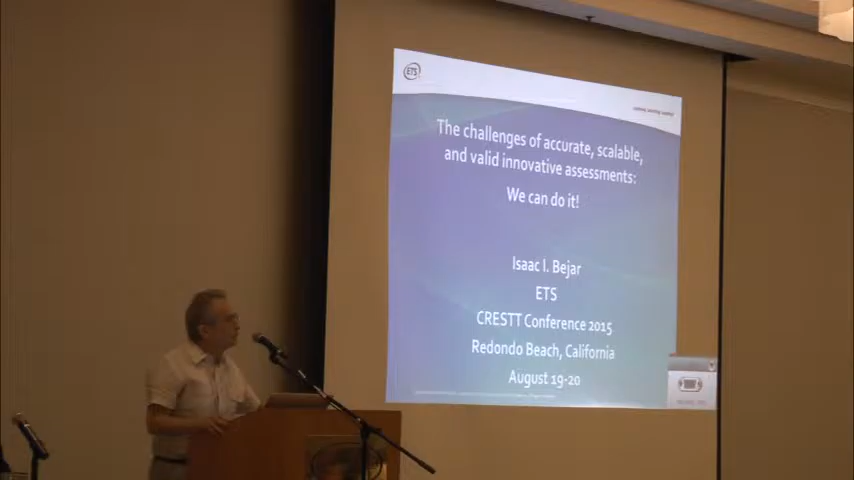 ETS
The challenges of accurate, scalable,
and valid innovative assessments:
We can do it!
Isaac I. Bejar
ETS
CRESTT Conference 2015
Redondo Beach, California
August 19-20